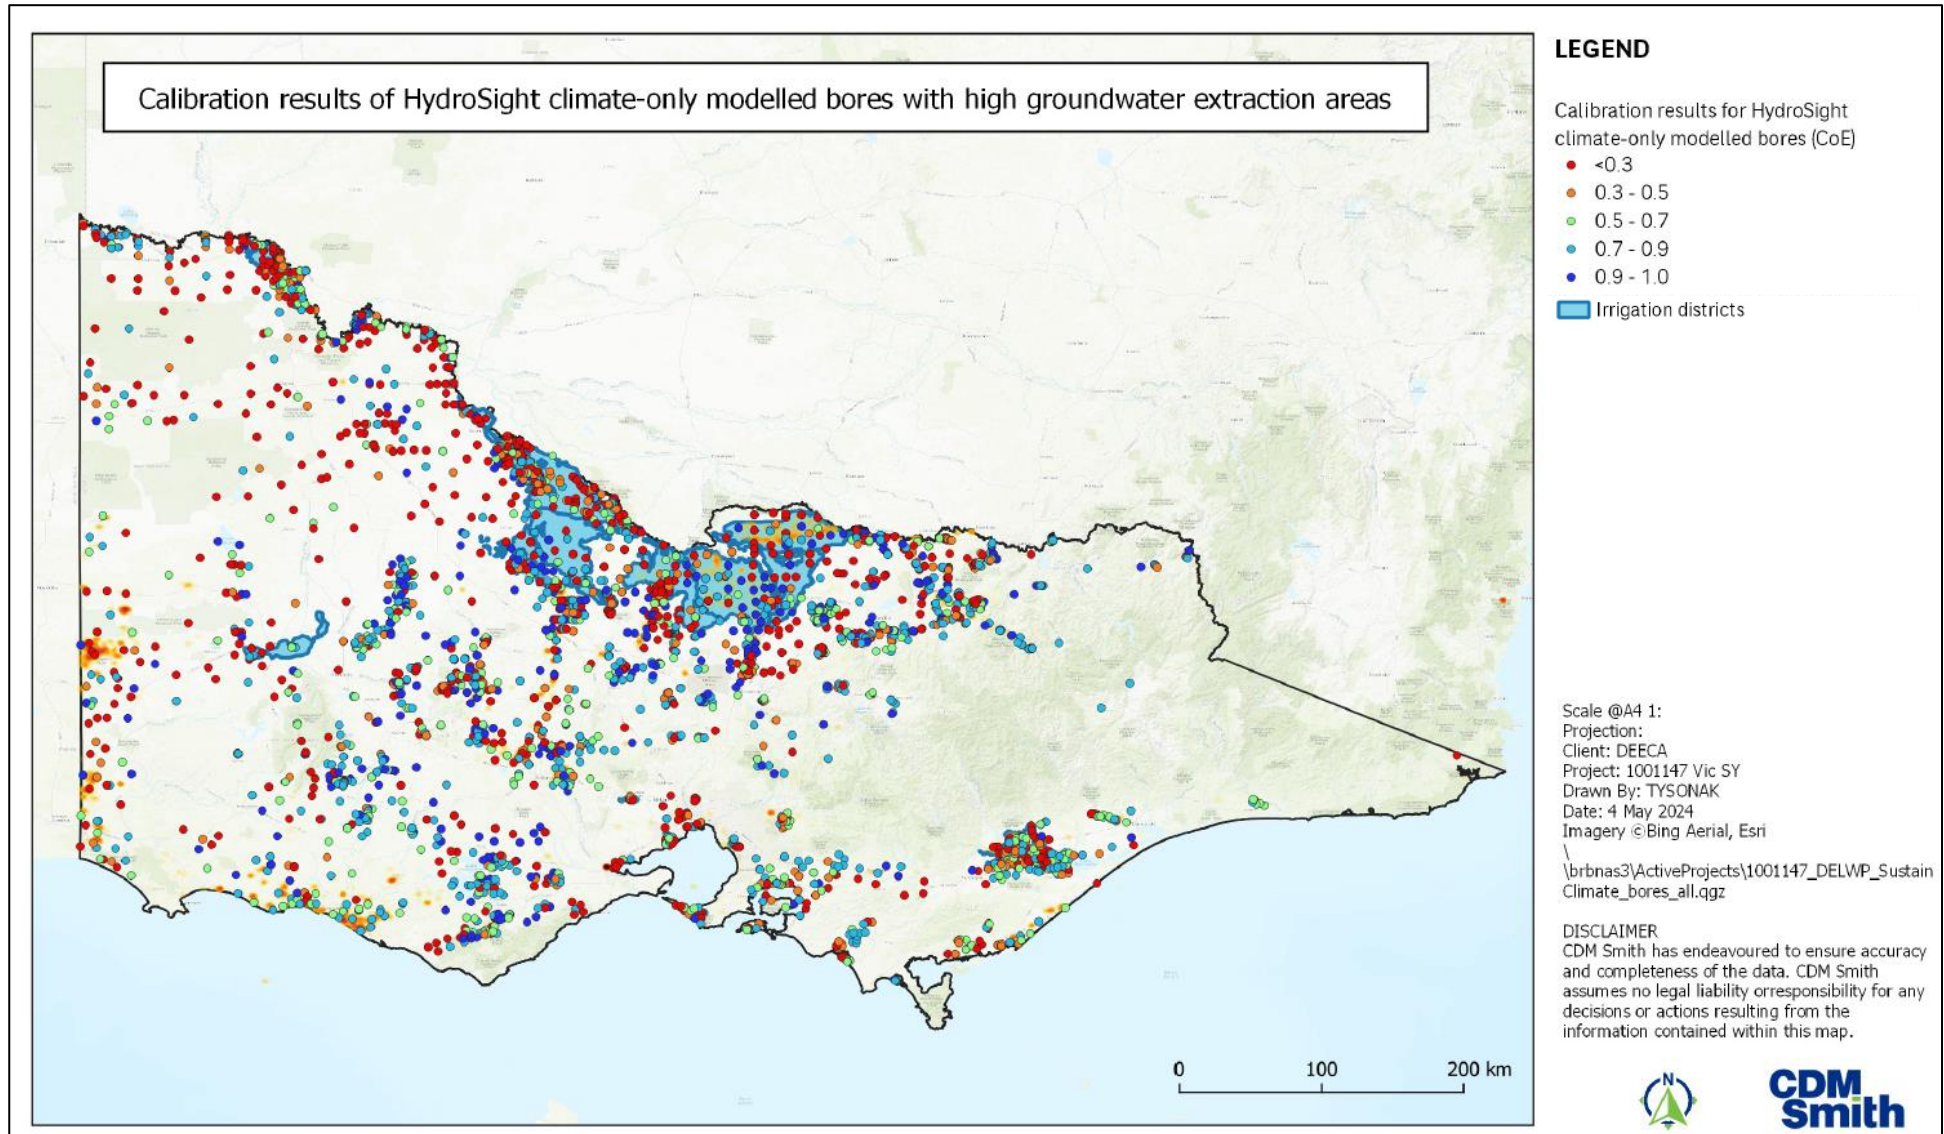 Calibration results of HydroSight climate-only modelled bores with high groundwater extraction areas
LEGEND
Calibration results for HydroSight
climate-only modelled bores (CoE)
<0.3
0.3 - 0.5
0.5 - 0.7
0.7 - 0.9
0.9 - 1.0
Irrigation districts
Scale @A4 1:
Projection:
Client: DEECA
Project: 1001147 Vic SY
Drawn By: TYSONAK
Date: 4 May 2024
Imagery ©Bing Aerial, Esri
\
\brbnas3\ActiveProjects\1001147_DELWP_Sustain
Climate_bores_all.qgz
DISCLAIMER
CDM Smith has endeavoured to ensure accuracy
and completeness of the data. CDM Smith
assumes no legal liability orresponsibility for any
decisions or actions resulting from the
information contained within this map.
0 100 200 km
N
CDM
Smith